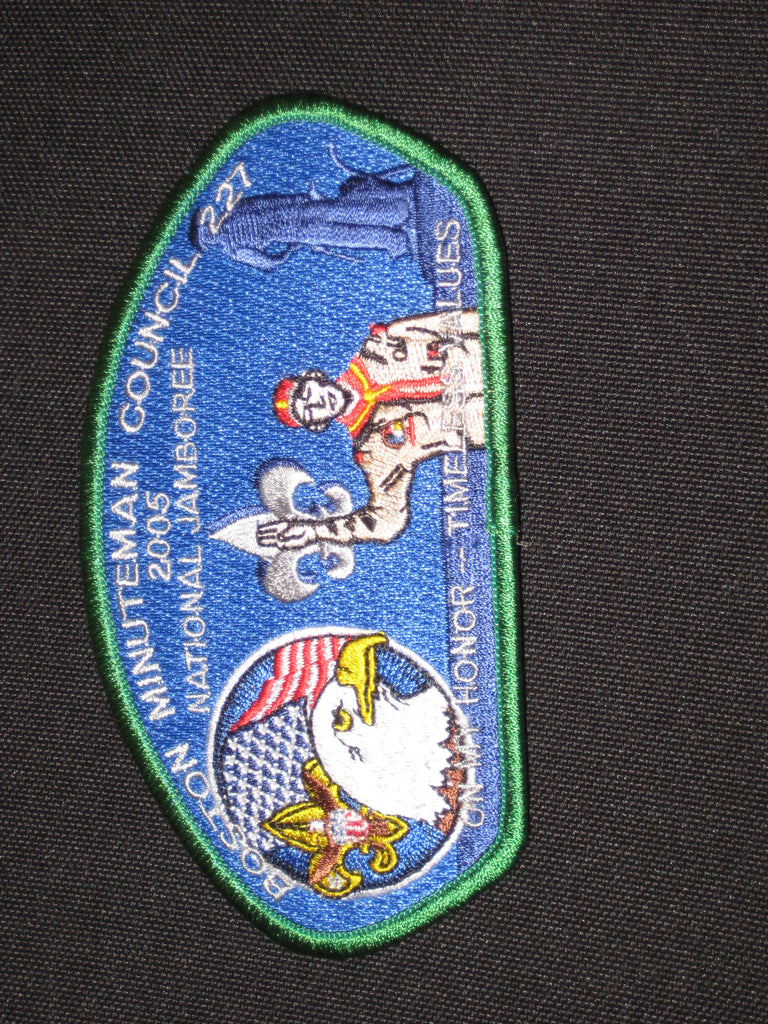 BOSTON MINUTEMAN COUNCIL 227
2005
NATIONAL JAMBOREE
ON MY HONOR -- TIMELESS VALUES